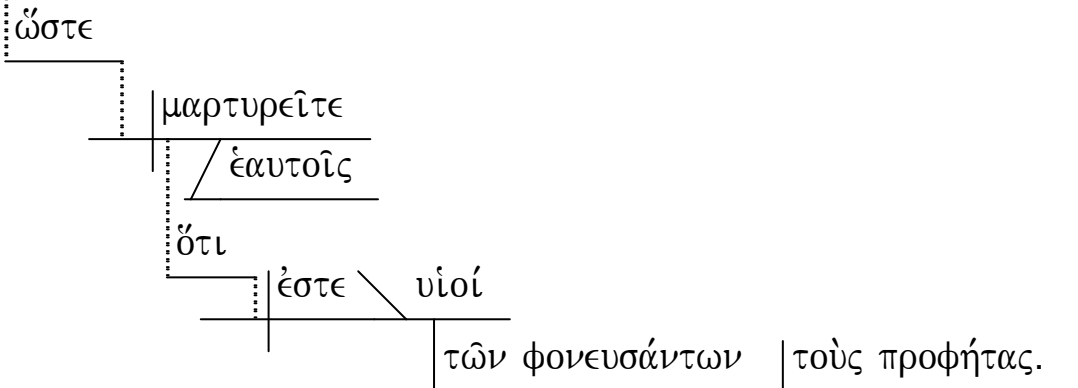 ὥστε
μαρτυρεῖτε
ἑαυτοῖς
ὅτι
ἐστε υἱοί
τῶν φονευσάντων τοὺς προφήτας.